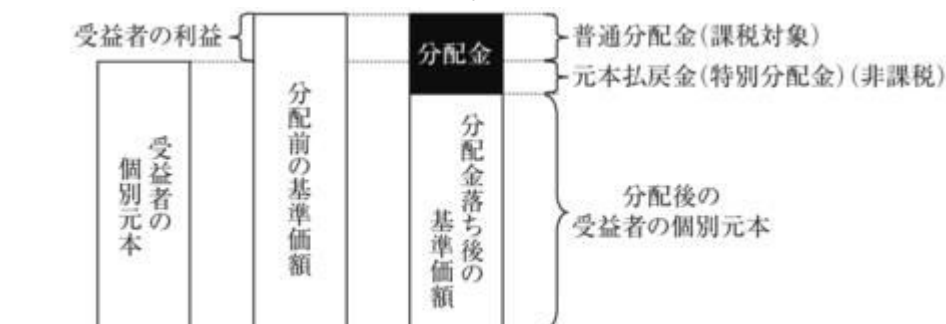 受益者の利益
分配金
普通分配金(課税対象)
元本払戻金(特別分配金)(非課税)
受益者の
個別元本
分配前の基準価額
分配金落ち後の
基準価額
分配後の
受益者の個別元本